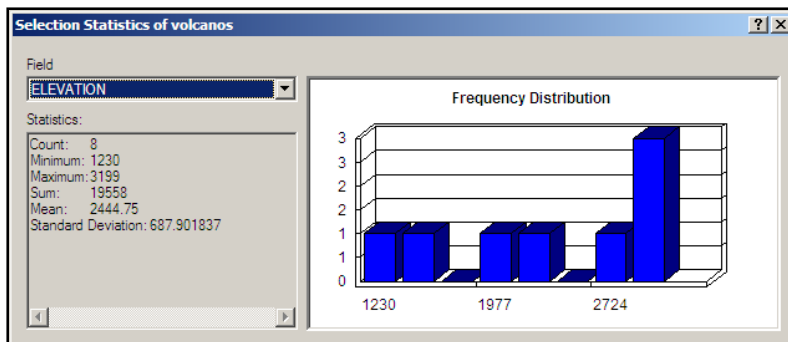 Selection Statistics of volcanos
Field
ELEVATION
Statistics:
Count: 8
Minimum: 1230
Maximum: 3199
Sum: 19558
Mean: 2444.75
Standard Deviation: 687.901837
Frequency Distribution
3
3
2
2
1
1
0
1230 1977 2724